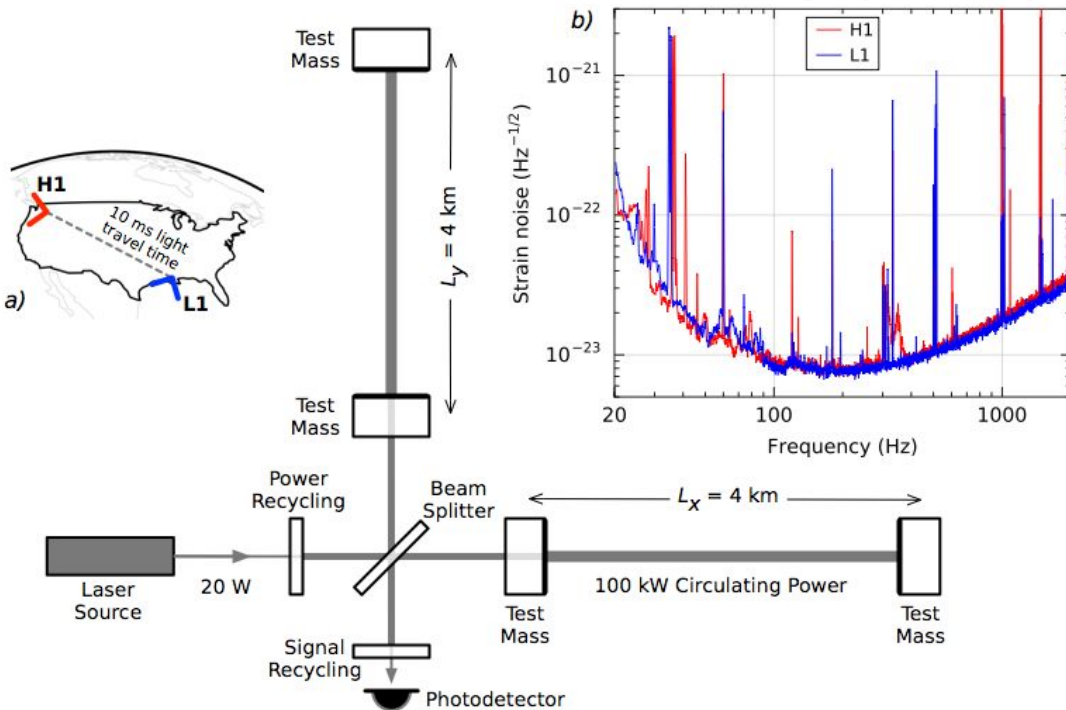 a)
H1
10 ms light
travel time
L1
Test
Mass
L_y = 4 km
Test
Mass
Power
Recycling
Beam
Splitter
L_x = 4 km
Laser
Source
20 W
100 kW Circulating Power
Test
Mass
Test
Mass
Signal
Recycling
Photodetector
b)
H1
L1
Strain noise (Hz^{-1/2})
10^{-21}
10^{-22}
10^{-23}
20
100
1000
Frequency (Hz)